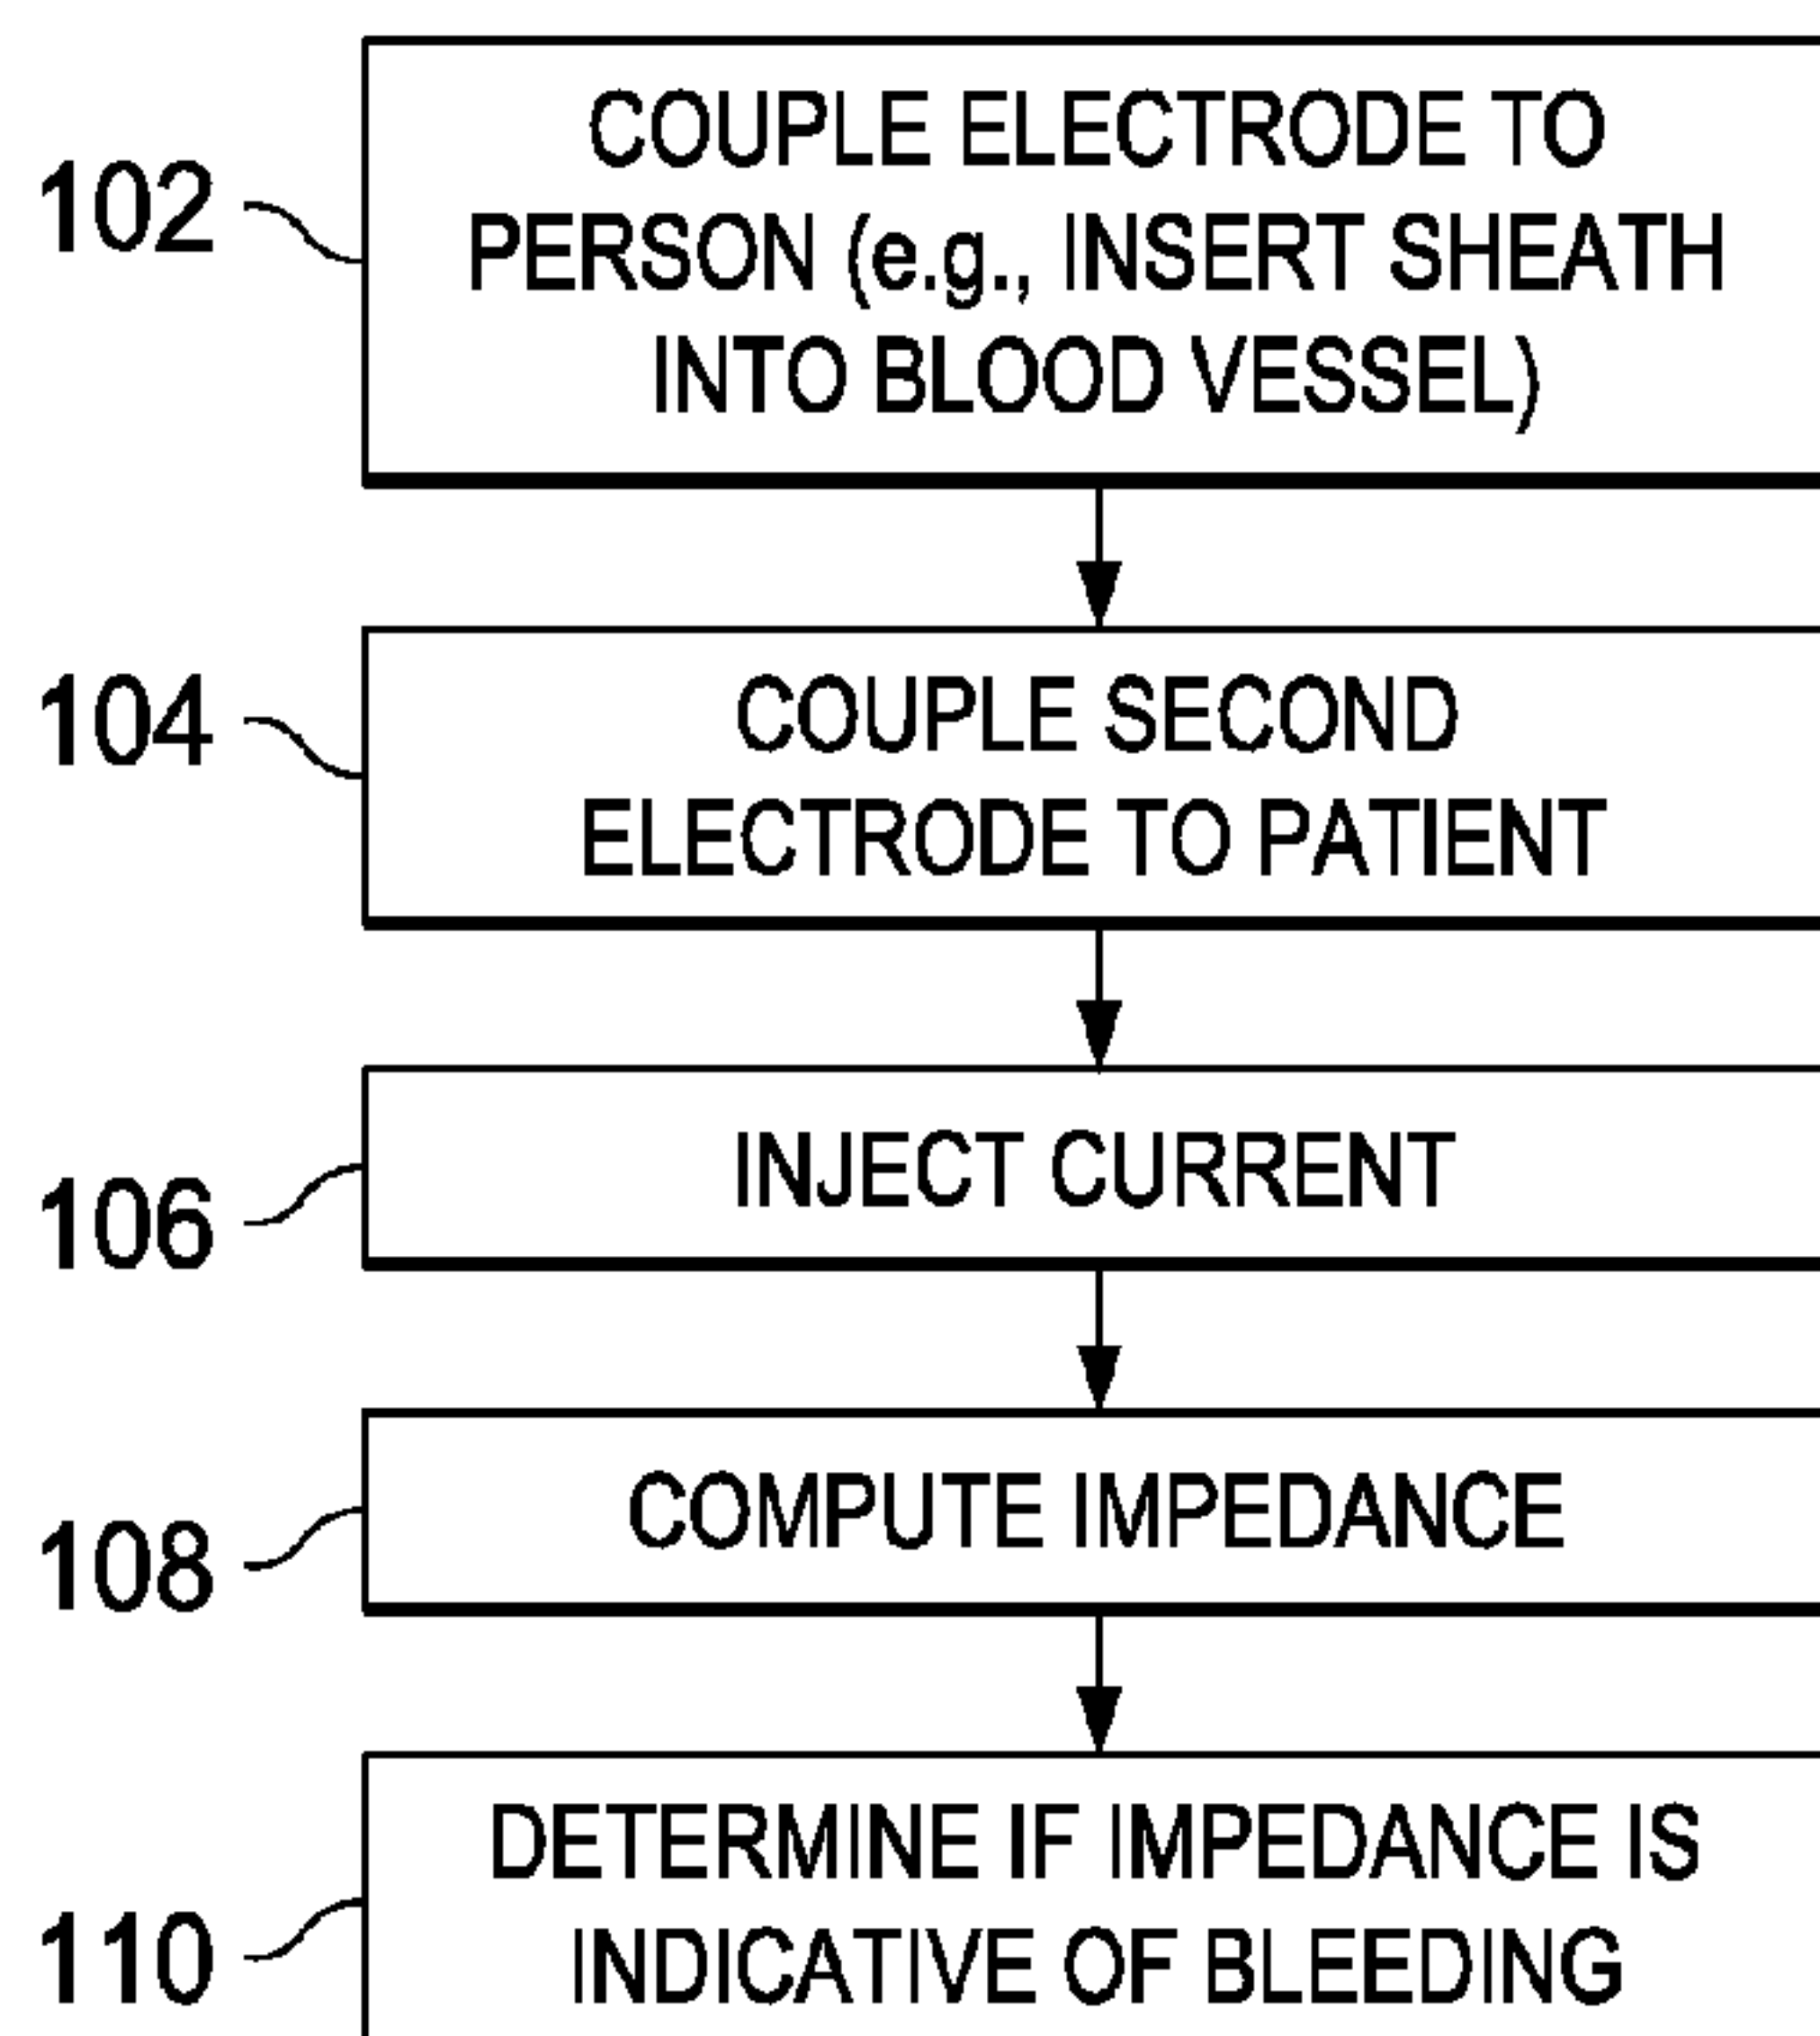 102
COUPLE ELECTRODE TO
PERSON (e.g., INSERT SHEATH
INTO BLOOD VESSEL)
104
COUPLE SECOND
ELECTRODE TO PATIENT
106
INJECT CURRENT
108
COMPUTE IMPEDANCE
110
DETERMINE IF IMPEDANCE IS
INDICATIVE OF BLEEDING